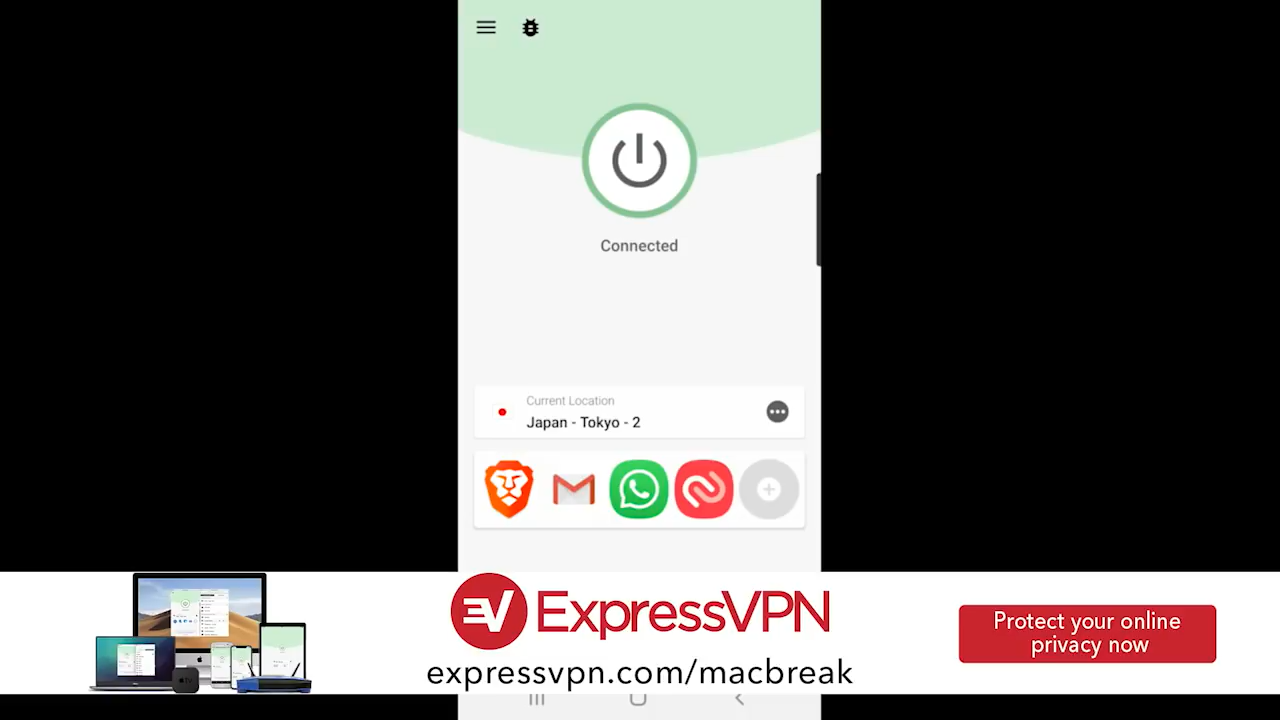 Connected
Current Location
Japan - Tokyo - 2
ExpressVPN
expressvpn.com/macbreak
Protect your online
privacy now